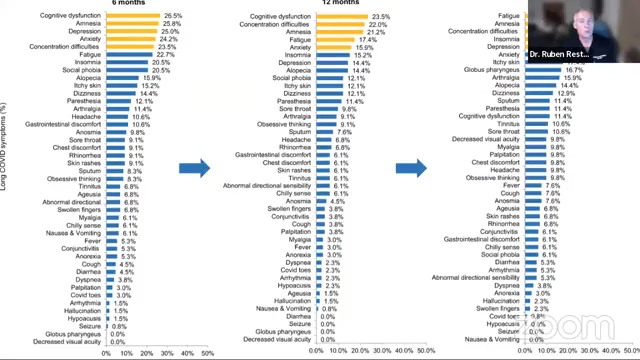 Long COVID symptoms (%)
6 months
Cognitive dysfunction 26.5%
Amnesia 25.8%
Depression 25.0%
Anxiety 24.2%
Concentration difficulties 23.5%
Fatigue 22.7%
Insomnia 20.5%
Social phobia 20.5%
Alopecia 15.9%
Itchy skin 15.2%
Dizziness 14.4%
Paresthesia 12.1%
Arthralgia 11.4%
Headache 10.6%
Gastrointestinal discomfort 10.6%
Anosmia 9.8%
Sore throat 9.1%
Chest discomfort 9.1%
Rhinorrhea 9.1%
Skin rashes 9.1%
Sputum 8.3%
Obsessive thinking 8.3%
Tinnitus 6.8%
Ageusia 6.8%
Abnormal directional 6.8%
Swollen fingers 6.8%
Myalgia 6.1%
Chilly sense 6.1%
Nausea & Vomiting 6.1%
Fever 5.3%
Conjunctivitis 5.3%
Anorexia 5.3%
Cough 4.5%
Diarrhea 4.5%
Dyspnea 3.8%
Palpitation 3.0%
Covid toes 3.0%
Arrhythmia 1.5%
Hallucination 1.5%
Hypoacusis 1.5%
Seizure 0.8%
Globus pharyngeus 0.0%
Decreased visual acuity 0.0%
0% 10% 20% 30% 40% 50%
12 months
Cognitive dysfunction 23.5%
Concentration difficulties 22.0%
Amnesia 21.2%
Fatigue 17.4%
Anxiety 15.9%
Insomnia 15.2%
Depression 14.4%
Alopecia 14.4%
Social phobia 12.1%
Itchy skin 12.1%
Dizziness 12.1%
Paresthesia 11.4%
Sore throat 9.8%
Arthralgia 9.1%
Obsessive thinking 9.1%
Sputum 7.6%
Headache 6.8%
Rhinorrhea 6.8%
Gastrointestinal discomfort 6.1%
Chest discomfort 6.1%
Skin rashes 6.1%
Tinnitus 6.1%
Abnormal directional sensibility 6.1%
Chilly sense 6.1%
Anosmia 4.5%
Swollen fingers 3.8%
Conjunctivitis 3.8%
Cough 3.8%
Palpitation 3.8%
Myalgia 3.0%
Fever 3.0%
Anorexia 3.0%
Dyspnea 2.3%
Covid toes 2.3%
Arrhythmia 2.3%
Hypoacusis 2.3%
Ageusia 1.5%
Hallucination 1.5%
Nausea & Vomiting 0.8%
Diarrhea 0.0%
Seizure 0.0%
Globus pharyngeus 0.0%
Decreased visual acuity 0.0%
0.0% 10.0% 20.0% 30.0% 40.0% 50.0%
Fatigue
Amnesia
Concentration difficulties
Insomnia
Depression
Anxiety
Itchy skin
Globus pharyngeus 16.7%
Arthralgia 15.9%
Alopecia 14.4%
Dizziness 12.9%
Sputum 11.4%
Paresthesia 11.4%
Cognitive dysfunction 11.4%
Tinnitus 10.6%
Sore throat 10.6%
Decreased visual acuity 9.8%
Myalgia 9.8%
Palpitation 9.8%
Chest discomfort 9.8%
Headache 9.8%
Obsessive thinking 9.8%
Fever 7.6%
Cough 7.6%
Anosmia 7.6%
Ageusia 6.8%
Skin rashes 6.8%
Rhinorrhea 6.8%
Conjunctivitis 6.1%
Gastrointestinal discomfort 6.1%
Chilly sense 6.1%
Social phobia 6.1%
Diarrhea 5.3%
Arrhythmia 5.3%
Abnormal directional sensibility 5.3%
Dyspnea 3.8%
Anorexia 3.0%
Hallucination 2.3%
Swollen fingers 2.3%
Covid toes
Hypoacusis
Seizure
Nausea & Vomiting
0.0% 10.0% 20.0% 30.0% 40.0% 50.0%
Dr. Ruben Rest...
zoom